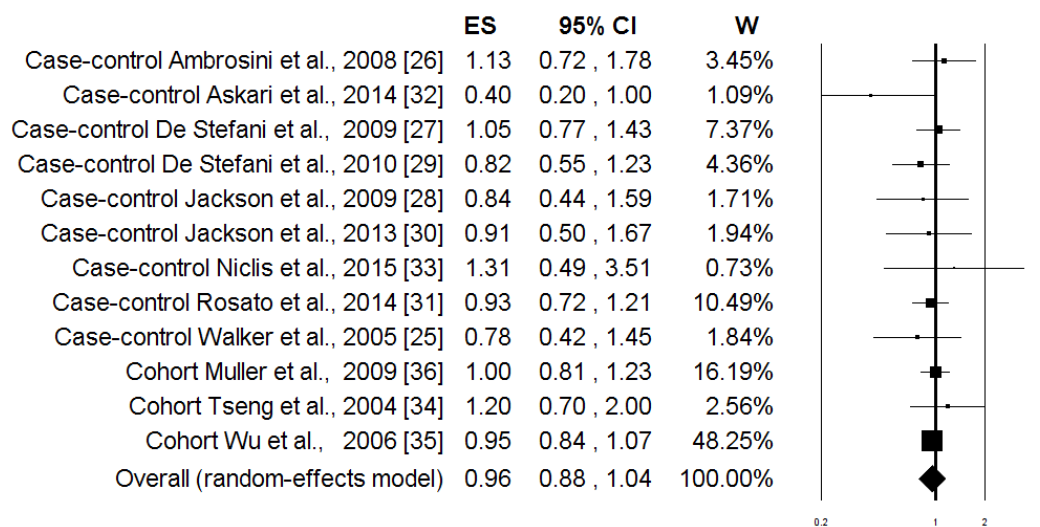 ES 95% CI W
Case-control Ambrosini et al., 2008 [26] 1.13 0.72 , 1.78 3.45%
Case-control Askari et al., 2014 [32] 0.40 0.20 , 1.00 1.09%
Case-control De Stefani et al., 2009 [27] 1.05 0.77 , 1.43 7.37%
Case-control De Stefani et al., 2010 [29] 0.82 0.55 , 1.23 4.36%
Case-control Jackson et al., 2009 [28] 0.84 0.44 , 1.59 1.71%
Case-control Jackson et al., 2013 [30] 0.91 0.50 , 1.67 1.94%
Case-control Niclis et al., 2015 [33] 1.31 0.49 , 3.51 0.73%
Case-control Rosato et al., 2014 [31] 0.93 0.72 , 1.21 10.49%
Case-control Walker et al., 2005 [25] 0.78 0.42 , 1.45 1.84%
Cohort Muller et al., 2009 [36] 1.00 0.81 , 1.23 16.19%
Cohort Tseng et al., 2004 [34] 1.20 0.70 , 2.00 2.56%
Cohort Wu et al., 2006 [35] 0.95 0.84 , 1.07 48.25%
Overall (random-effects model) 0.96 0.88 , 1.04 100.00%
0.2 1 2